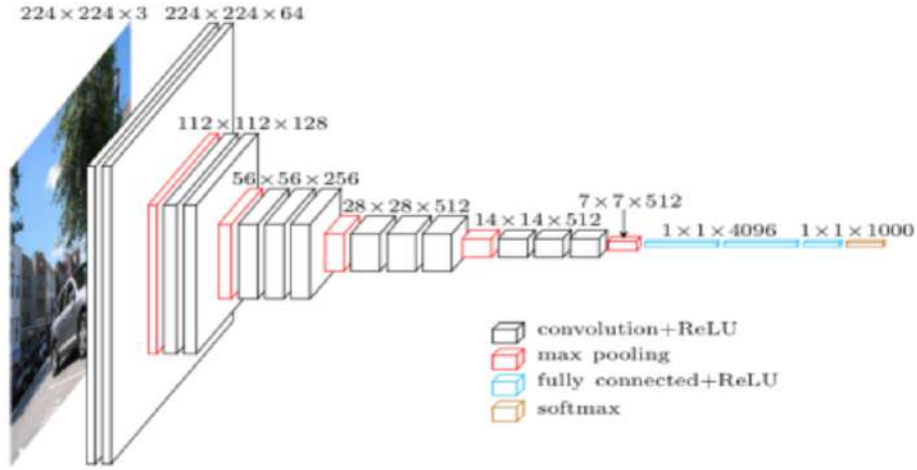 224×224×3
224×224×64
112×112×128
56×56×256
28×28×512
14×14×512
7×7×512
1×1×4096
1×1×1000
convolution+ReLU
max pooling
fully connected+ReLU
softmax